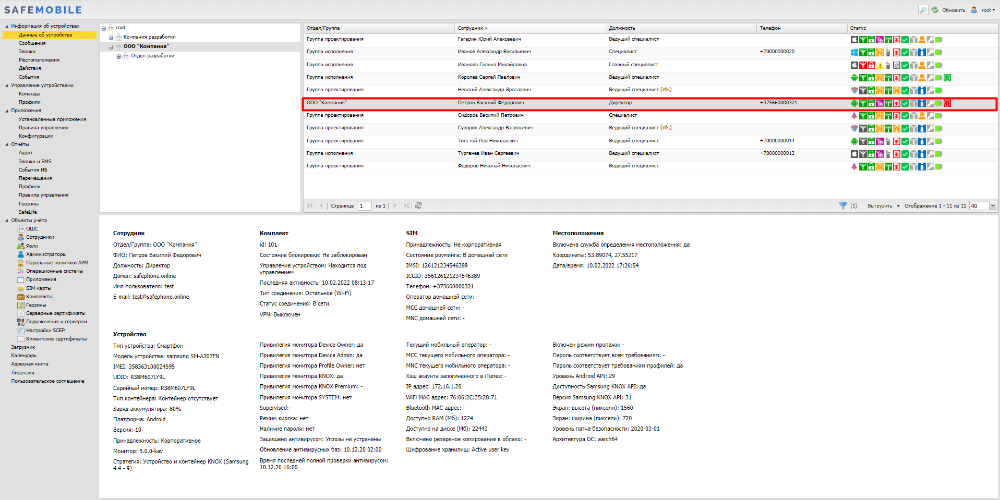 SAFEMOBILE
Обновить
root
Информация об устройствах
Данные об устройстве
Сообщения
Звонки
Местоположения
Действия
События
Управление устройствами
Команды
Профили
Приложения
Установленные приложения
Правила управления
Конфигурации
Отчёты
Аудит
Звонки и SMS
События ИБ
Перемещения
Профили
Правила управления
Геозоны
SafeLife
Объекты учёта
ОШС
Сотрудники
Роли
Администраторы
Парольные политики АРМ
Операционные системы
Приложения
SIM-карты
Комплекты
Геозоны
Серверные сертификаты
Подключения к серверам
Настройки SCEP
Клиентские сертификаты
Загрузчик
Календарь
Адресная книга
Лицензия
Пользовательское соглашение
root
Компания разработки
ООО "Компания"
Отдел разработки
Отдел/Группа Сотрудник Должность Телефон Статус
Группа проектирования Гагарин Юрий Алексеевич Ведущий специалист
Группа исполнения Иванов Александр Васильевич Специалист +70000000020
Группа исполнения Иванова Галина Михайловна Главный специалист
Группа исполнения Королев Сергей Павлович Ведущий специалист
Группа проектирования Невский Александр Ярославич Ведущий специалист (rtls)
ООО "Компания" Петров Василий Федорович Директор +375660000321
Группа проектирования Сидоров Василий Петрович Специалист
Группа проектирования Суворов Александр Васильевич Ведущий специалист (rtls)
Группа проектирования Толстой Лев Николаевич Ведущий специалист +70000000014
Группа исполнения Тургенев Иван Сергеевич Ведущий специалист +70000000013
Группа проектирования Фёдоров Николай Николаевич Ведущий специалист
Страница 1 из 1 (1) Выгрузить Отображение 1 - 11 из 11 40
Сотрудник
Отдел/Группа: ООО "Компания"
ФИО: Петров Василий Федорович
Должность: Директор
Домен: safephone.online
Имя пользователя: test
E-mail: test@safephone.online
Комплект
id: 101
Состояние блокировки: Не заблокирован
Управление устройством: Находится под
управлением
Последняя активность: 10.02.2022 08:13:17
Тип соединения: Остальное (Wi-Fi)
Статус соединения: В сети
VPN: Выключен
SIM
Принадлежность: Не корпоративная
Состояние роуминга: В домашней сети
IMSI: 126121234546389
ICCID: 356126121234546389
Телефон: +375660000321
Оператор домашней сети: -
MCC домашней сети: -
MNC домашней сети: -
Местоположения
Включена служба определения местоположения: да
Координаты: 53.89074, 27.55217
Дата/время: 10.02.2022 17:26:54
Устройство
Тип устройства: Смартфон
Модель устройства: samsung SM-A307FN
IMEI: 358363100024595
UDID: R38M607LY9L
Серийный номер: R38M607LY9L
Тип контейнера: Контейнер отсутствует
Заряд аккумулятора: 80%
Платформа: Android
Версия: 10
Принадлежность: Корпоративное
Монитор: 5.0.0-kav
Стратегия: Устройство и контейнер KNOX (Samsung
4.4 - 9)
Привилегия монитора Device Owner: да
Привилегия монитора Device Admin: да
Привилегия монитора Profile Owner: нет
Привилегия монитора KNOX: да
Привилегия монитора KNOX Premium: -
Привилегия монитора SYSTEM: нет
Supervised: -
Режим киоска: нет
Наличие пароля: нет
Защищено антивирусом: Угрозы не устранены
Обновление антивирусных баз: 10.12.20 02:00
Время последней полной проверки антивирусом:
10.12.20 16:00
Текущий мобильный оператор: -
MCC текущего мобильного оператора: -
MNC текущего мобильного оператора: -
Хэш акаунта залогиненного в iTunes: -
IP адрес: 172.16.1.20
WiFi MAC адрес: 76:06:2C:35:28:71
Bluetooth MAC адрес: -
Доступно RAM (Мб): 1224
Доступно на диске (Мб): 22443
Включено резервное копирование в облако: -
Шифрование хранилищ: Active user key
Включен режим пропажи: -
Пароль соответствует всем требованиям: -
Пароль соответствует требованиям профилей: да
Уровень Android API: 29
Доступность Samsung KNOX API: да
Версия Samsung KNOX API: 31
Экран: высота (пиксели): 1560
Экран: ширина (пиксели): 720
Уровень патча безопасности: 2020-03-01
Архитектура ОС: aarch64